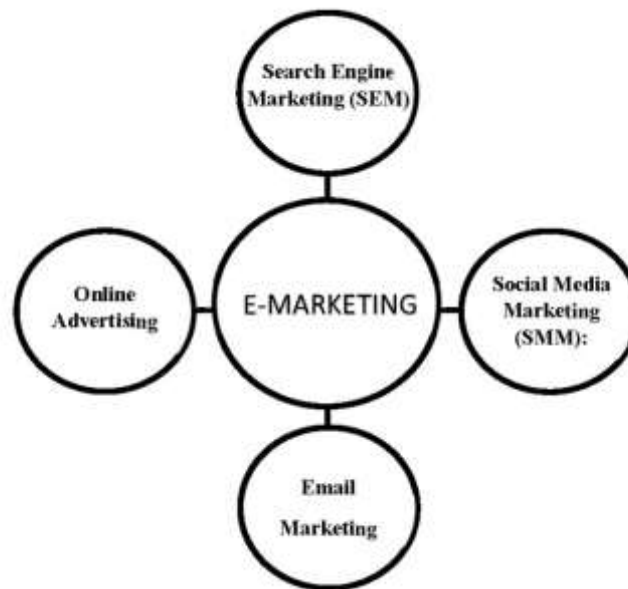 Search Engine
Marketing (SEM)
Online
Advertising
E-MARKETING
Social Media
Marketing
(SMM):
Email
Marketing